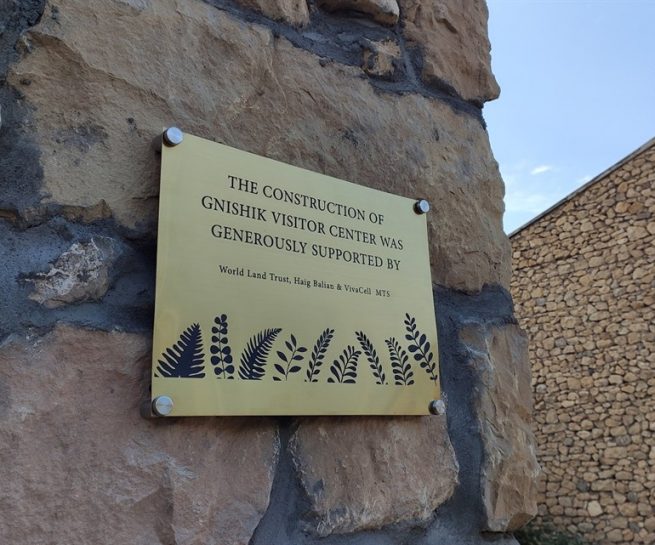 THE CONSTRUCTION OF
GNISHIK VISITOR CENTER WAS
GENEROUSLY SUPPORTED BY
World Land Trust, Haig Balian & VivaCell MTS